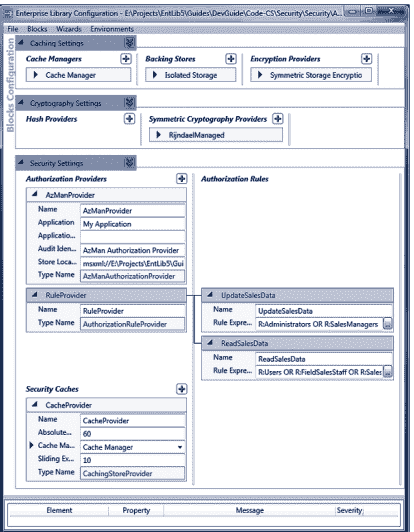 Enterprise Library Configuration - E:\Projects\EntLib5\Guides\DevGuide\Code-CS\Security\Security\A...
File Blocks Wizards Environments
Blocks Configuration
Caching Settings
Cache Managers
Backing Stores
Encryption Providers
Cache Manager
Isolated Storage
Symmetric Storage Encryptio
Cryptography Settings
Hash Providers
Symmetric Cryptography Providers
RijndaelManaged
Security Settings
Authorization Providers
Authorization Rules
AzManProvider
Name AzManProvider
Application My Application
Applicatio...
Audit Iden... AzMan Authorization Provider
Store Loca... msxml://E:\Projects\EntLib5\Gui
Type Name AzManAuthorizationProvider
RuleProvider
Name RuleProvider
Type Name AuthorizationRuleProvider
UpdateSalesData
Name UpdateSalesData
Rule Expre... R:Administrators OR R:SalesManagers
ReadSalesData
Name ReadSalesData
Rule Expre... R:Users OR R:FieldSalesStaff OR R:Sales
Security Caches
CacheProvider
Name CacheProvider
Absolute... 60
Cache Ma... Cache Manager
Sliding Ex... 10
Type Name CachingStoreProvider
Element Property Message Severity